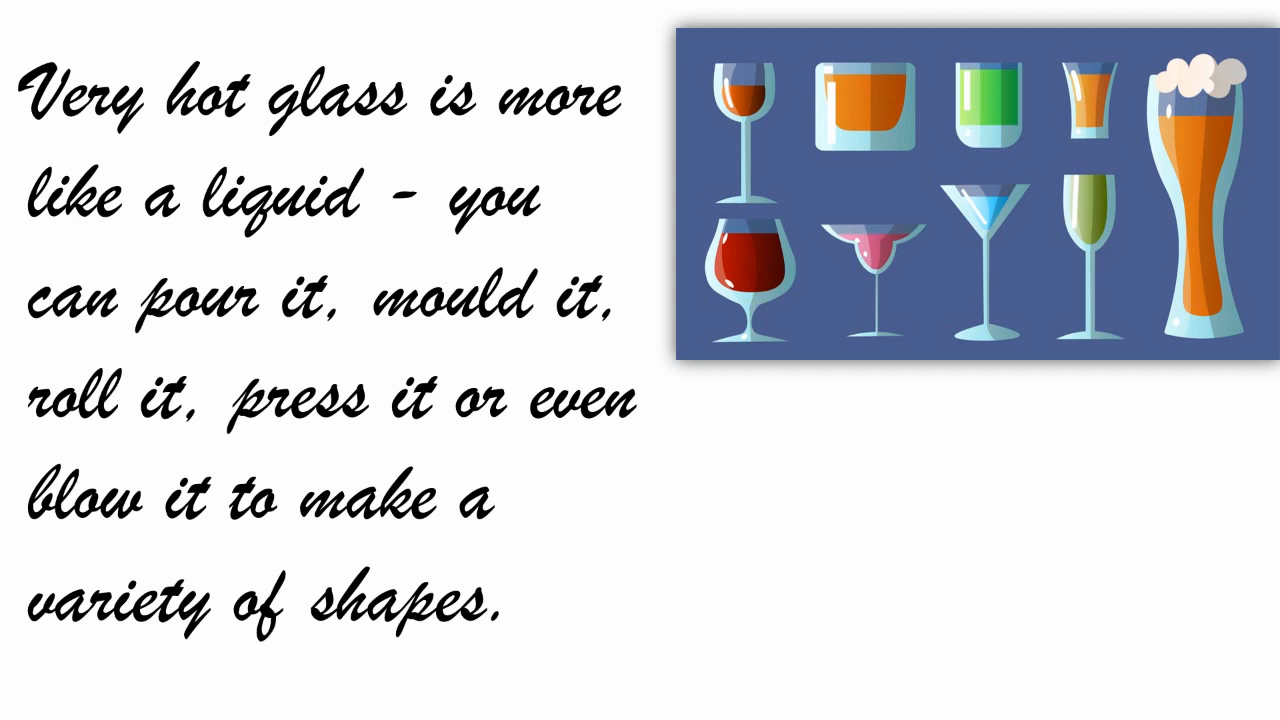 Very hot glass is more
like a liquid - you
can pour it, mould it,
roll it, press it or even
blow it to make a
variety of shapes.